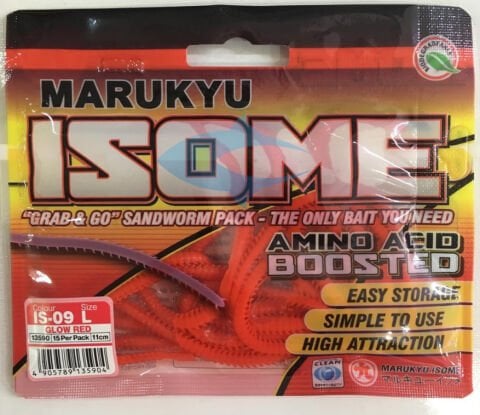 BIODEGRADABLE
MARUKYU
ISOME
"GRAB & GO" SANDWORM PACK - THE ONLY BAIT YOU NEED
AMINO ACID
BOOSTED
EASY STORAGE
SIMPLE TO USE
HIGH ATTRACTION
Colour Size
IS-09 L
GLOW RED
13590 15 Per Pack 11cm
4 905789 135904
CLEAN
MARUKYU ISOME
マルキユーイソメ